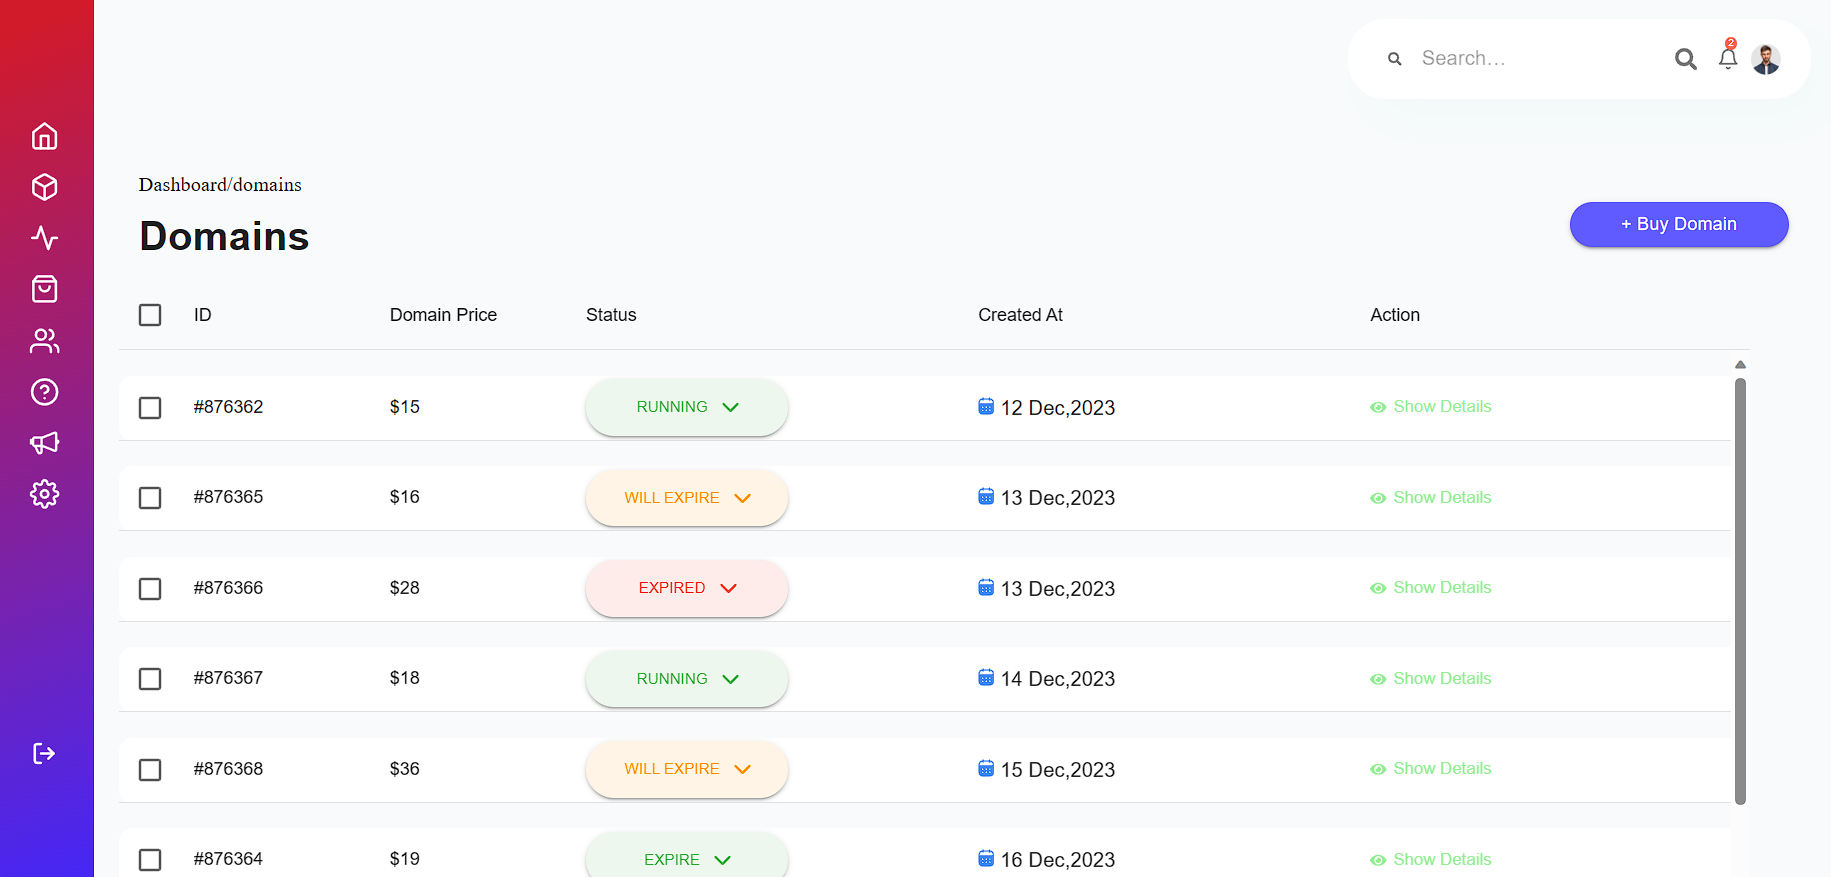 Search...
2
Dashboard/domains
Domains
+ Buy Domain
ID Domain Price Status Created At Action
#876362 $15 RUNNING 12 Dec,2023 Show Details
#876365 $16 WILL EXPIRE 13 Dec,2023 Show Details
#876366 $28 EXPIRED 13 Dec,2023 Show Details
#876367 $18 RUNNING 14 Dec,2023 Show Details
#876368 $36 WILL EXPIRE 15 Dec,2023 Show Details
#876364 $19 EXPIRE 16 Dec,2023 Show Details